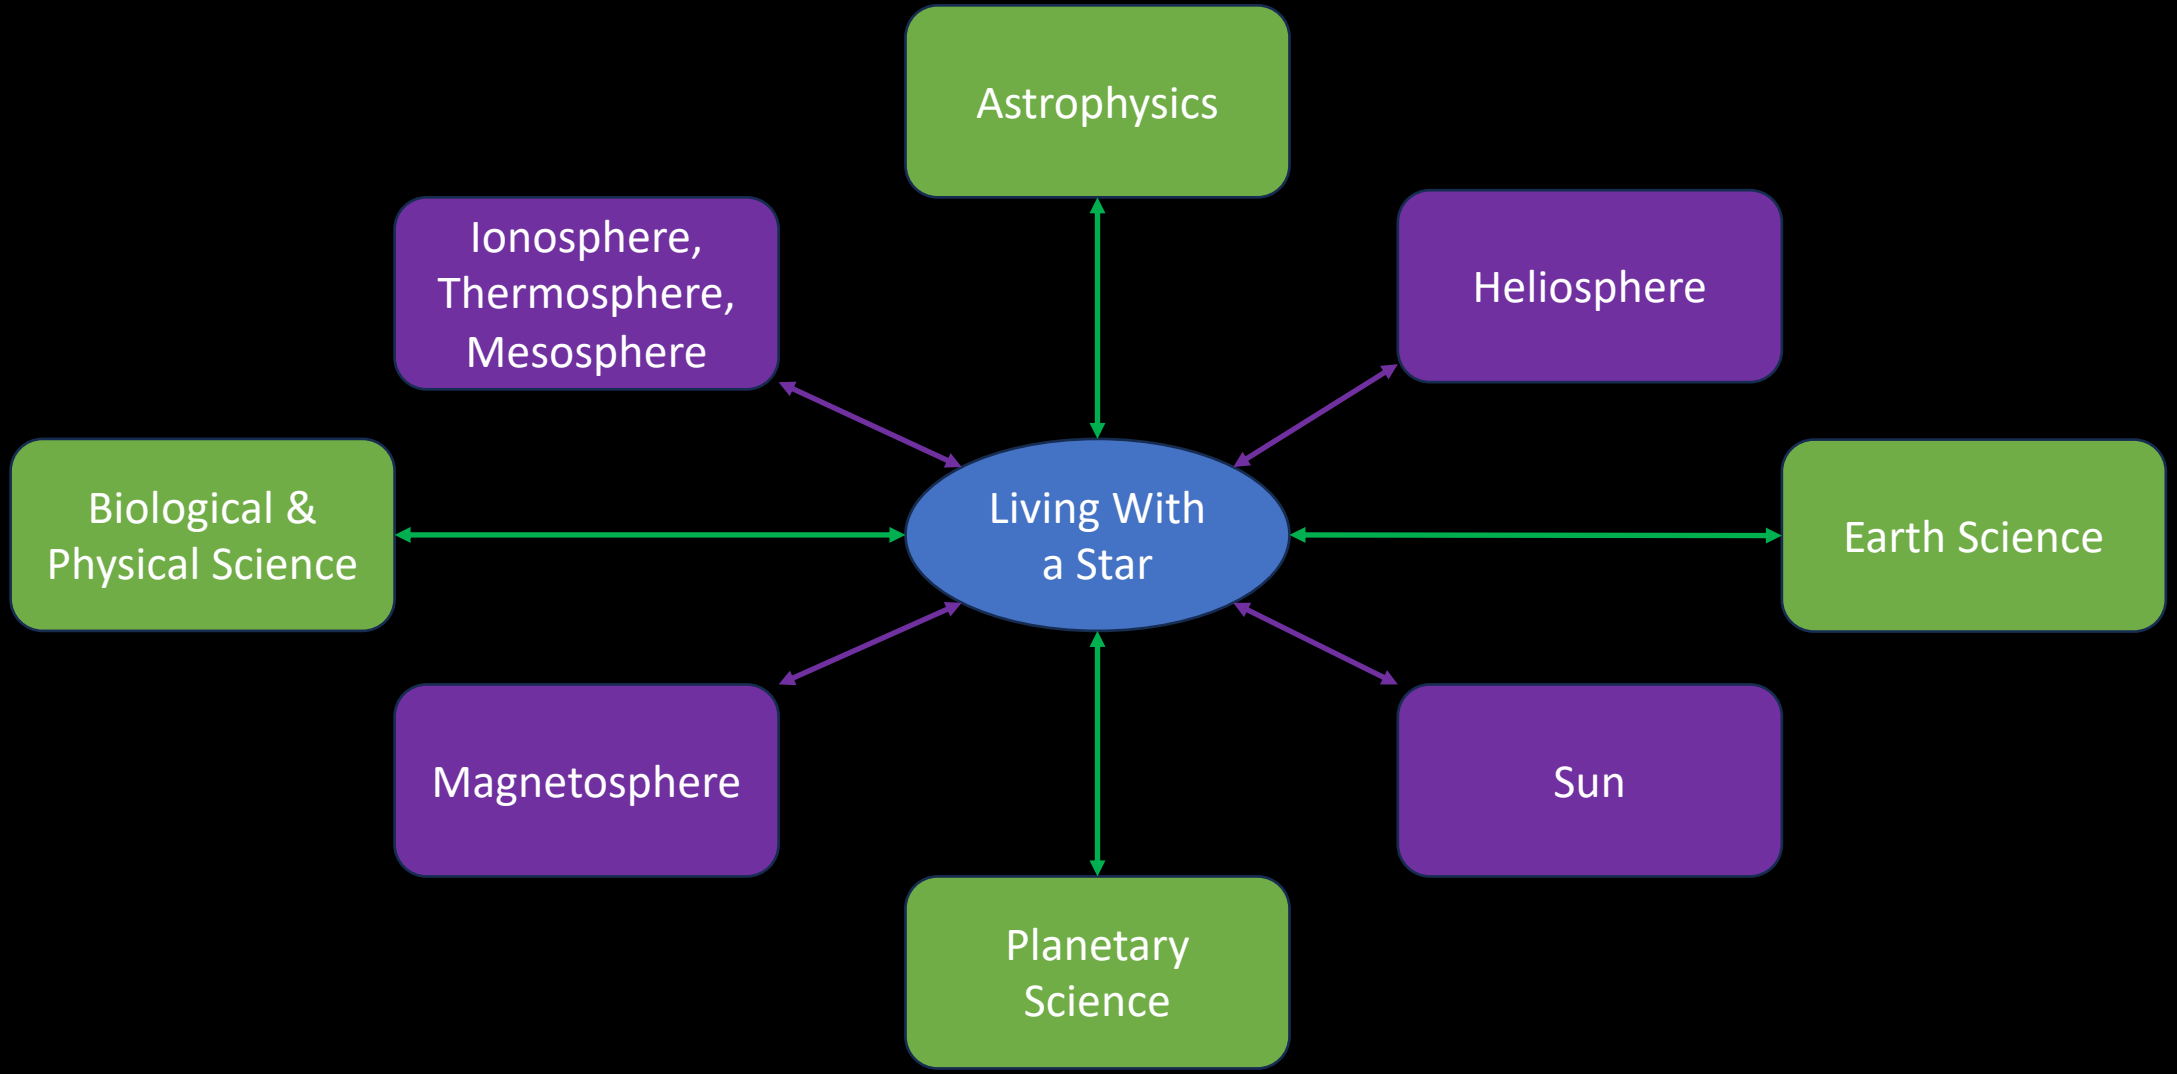 Astrophysics
Ionosphere,
Thermosphere,
Mesosphere
Heliosphere
Biological &
Physical Science
Living With
a Star
Earth Science
Magnetosphere
Sun
Planetary
Science